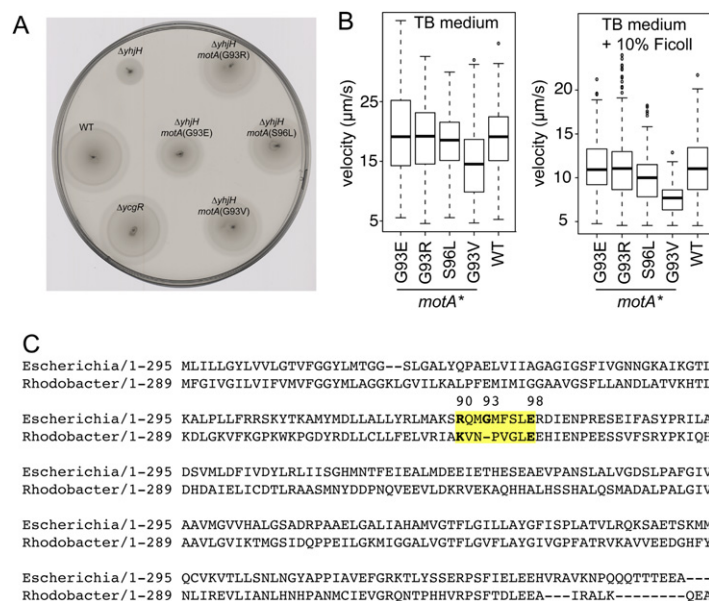 A
ΔyhjH
ΔyhjH
motA(G93R)
WT
ΔyhjH
motA(G93E)
ΔyhjH
motA(S96L)
ΔycgR
ΔyhjH
motA(G93V)
B
TB medium
velocity (µm/s)
25
15
5
G93E
G93R
S96L
G93V
WT
motA*
TB medium
+ 10% Ficoll
velocity (µm/s)
20
15
10
5
G93E
G93R
S96L
G93V
WT
motA*
C
Escherichia/1-295 MLILLGYLVVLGTVFGGYLMTGG--SLGALYQPAELVIIAGAGIGSFIVGNNGKAIKGTL
Rhodobacter/1-289 MFGIVGIVIVFVMVFGGYMLAGGKLGVILKALPFEMIMIGGAAVGSFLLANDLATVKHTL
90 93 98
Escherichia/1-295 KALPLLFRRSKYTKAMYMDLLALLYRLMAKSRQMGMFSLERDIENPRESEIFASYPRILA
Rhodobacter/1-289 KDLGKVFKGPKWKPGDYRDLLCLLFELVRIAKVN-PVGLEEHIENPEESSVFSRYPKIQH
Escherichia/1-295 DSVMLDFIVDYLRLIISGHMNTFEIEALMDEEIETHESEAEVPANSLALVGDSLPAFGIV
Rhodobacter/1-289 DHDAIELICDTLRAASMNYDDPNQVEEVLDKRVEKAQHHALHSSHALQSMADALPALGIV
Escherichia/1-295 AAVMGVVHALGSADRPAAELGALIAHAMVGTFLGILLAYGFISPLATVLRQKSAETSKMM
Rhodobacter/1-289 AAVLGVIKTMGSIDQPPEILGKMIGGALVGTFLGVFLAYGIVGPFATRVKAVVEEDGHFY
Escherichia/1-295 QCVKVTLLSNLNGYAPPIAVEFGRKTLYSSERPSFIELEEHVRAVKNPQQQTTTEEA----
Rhodobacter/1-289 NLIREVLIANLHNHPANMCIEVGRQNTPHHVRPSFTDLEEA---IRALK---------QEA